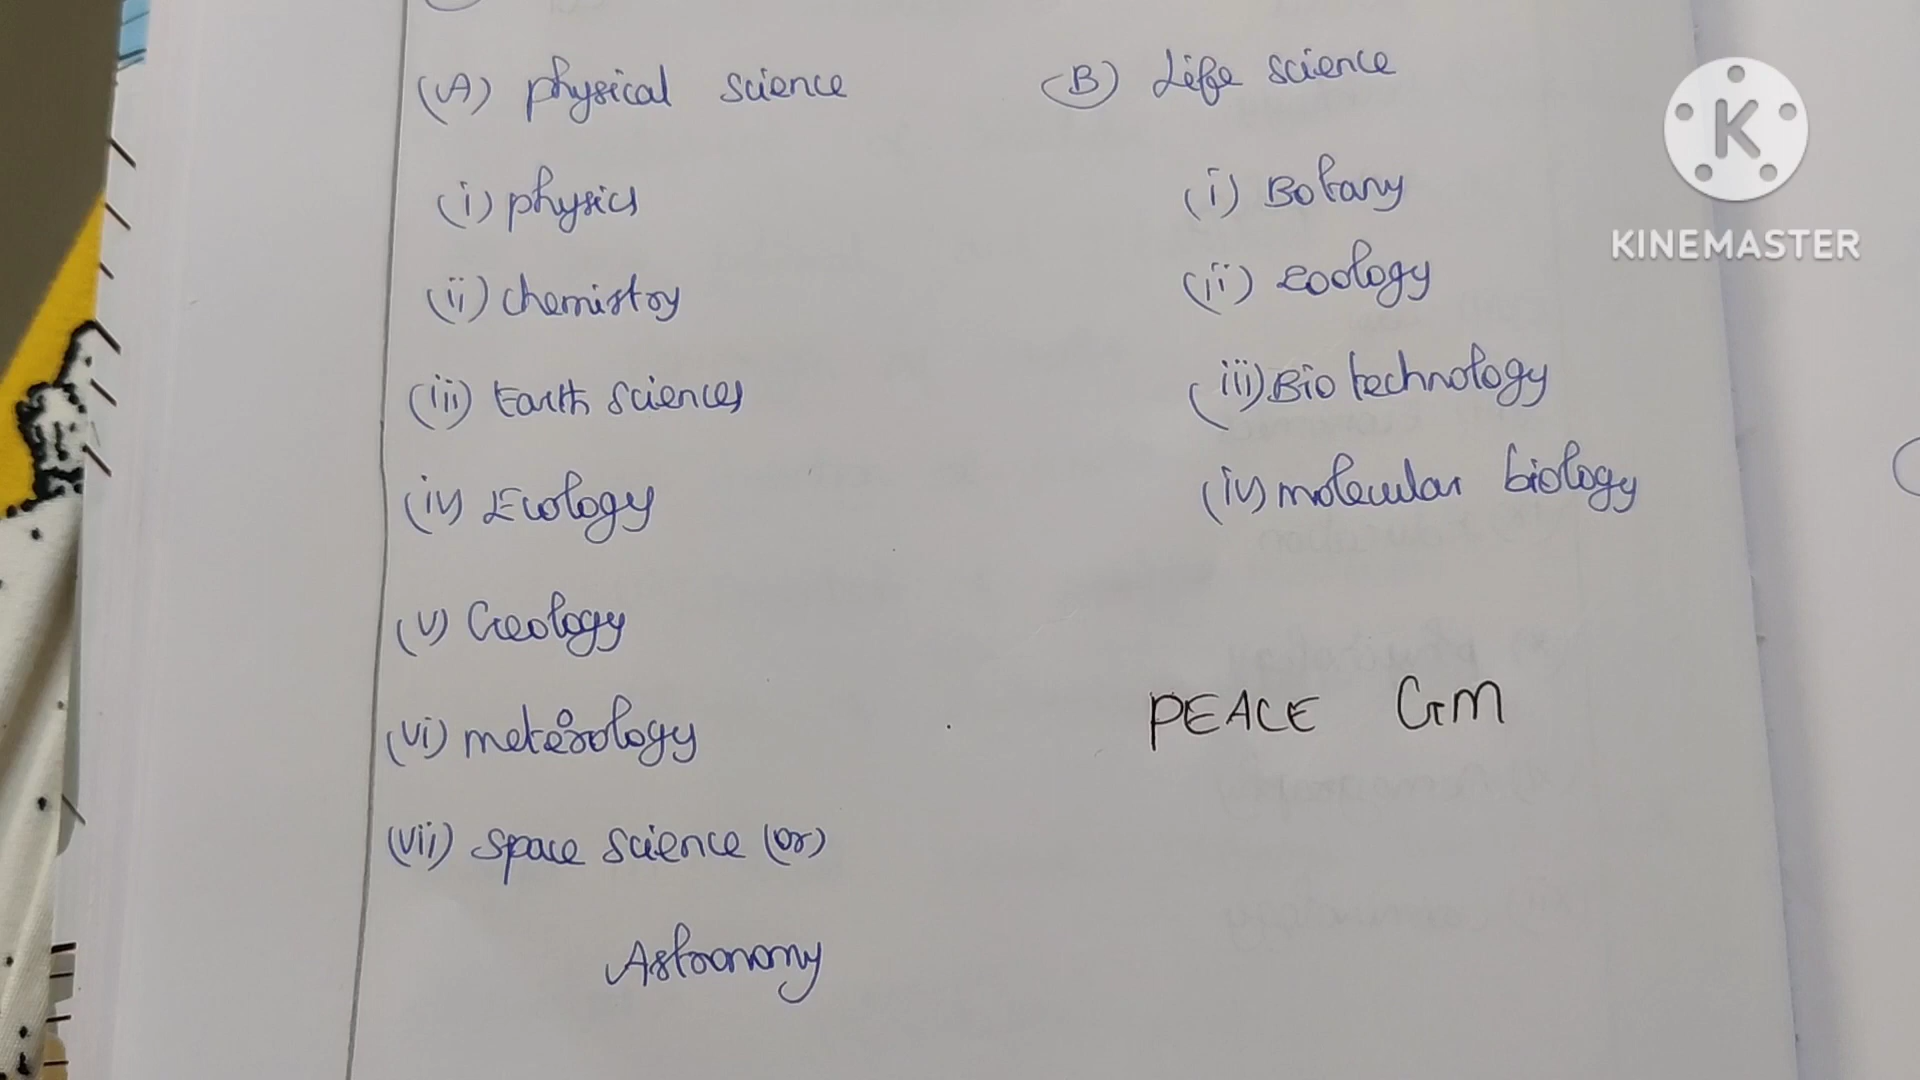 (A) physical science
(i) physics
(ii) chemistry
(iii) Earth sciences
(iv) Ecology
(v) Geology
(vi) meteorology
(vii) space science (or)
Astronomy
(B) Life science
(i) Botany
(ii) Zoology
(iii) Bio technology
(iv) molecular biology
PEACE GM
K
KINEMASTER